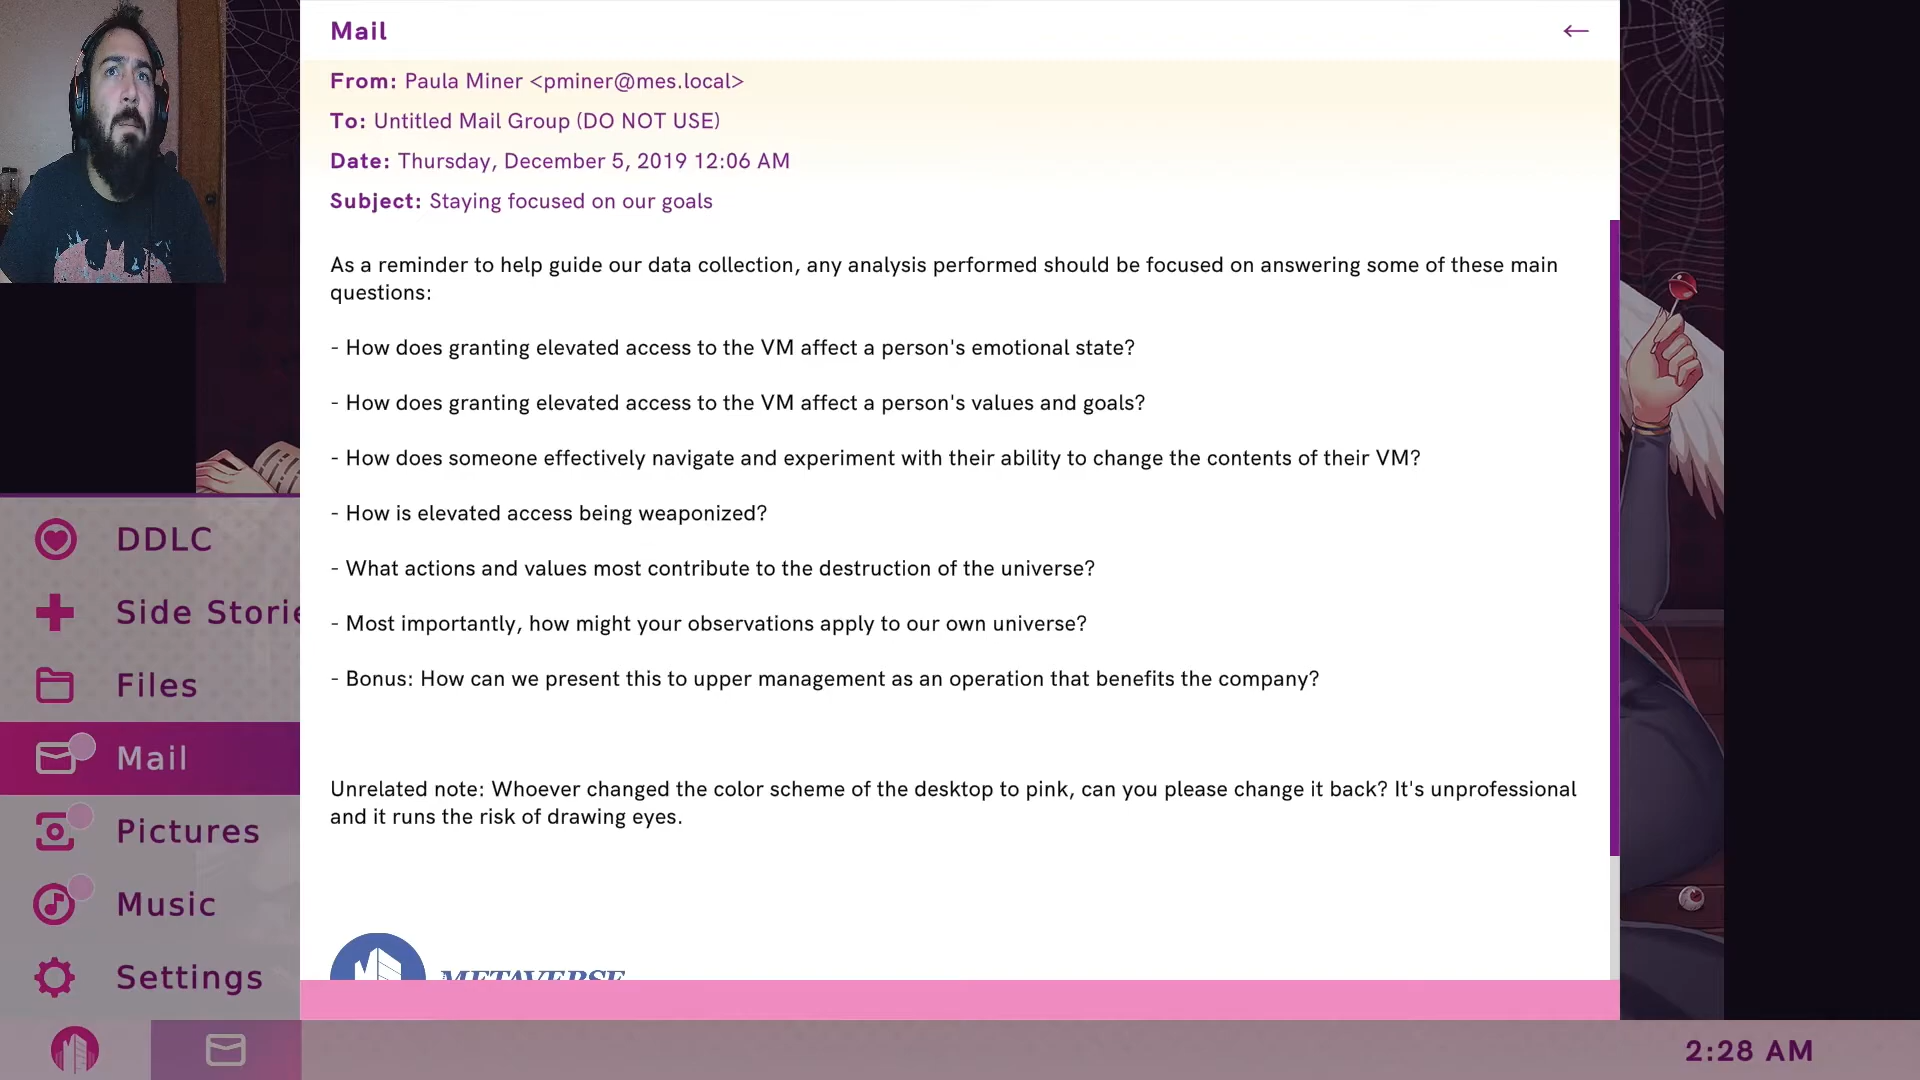 Mail
←
From: Paula Miner <pminer@mes.local>
To: Untitled Mail Group (DO NOT USE)
Date: Thursday, December 5, 2019 12:06 AM
Subject: Staying focused on our goals
As a reminder to help guide our data collection, any analysis performed should be focused on answering some of these main
questions:
- How does granting elevated access to the VM affect a person's emotional state?
- How does granting elevated access to the VM affect a person's values and goals?
- How does someone effectively navigate and experiment with their ability to change the contents of their VM?
- How is elevated access being weaponized?
- What actions and values most contribute to the destruction of the universe?
- Most importantly, how might your observations apply to our own universe?
- Bonus: How can we present this to upper management as an operation that benefits the company?
Unrelated note: Whoever changed the color scheme of the desktop to pink, can you please change it back? It's unprofessional
and it runs the risk of drawing eyes.
METAVERSE
DDLC
Side Storie
Files
Mail
Pictures
Music
Settings
2:28 AM